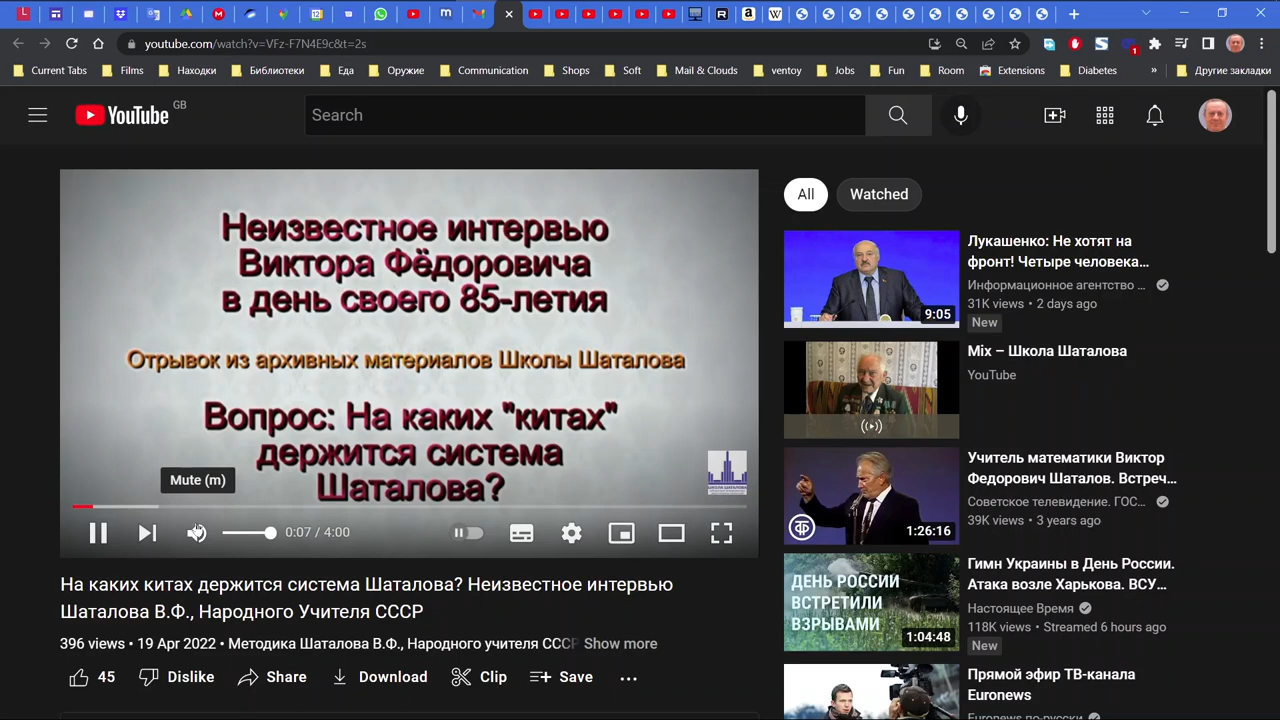 youtube.com/watch?v=VFz-F7N4E9c&t=2s
Current Tabs
Films
Находки
Библиотеки
Еда
Оружие
Communication
Shops
Soft
Mail & Clouds
ventoy
Jobs
Fun
Room
Extensions
Diabetes
»
Другие закладки
YouTube GB
Search
Неизвестное интервью
Виктора Фёдоровича
в день своего 85-летия
Отрывок из архивных материалов Школы Шаталова
Вопрос: На каких "китах"
держится система
Шаталова?
Mute (m)
0:07 / 4:00
На каких китах держится система Шаталова? Неизвестное интервью
Шаталова В.Ф., Народного Учителя СССР
396 views • 19 Apr 2022 • Методика Шаталова В.Ф., Народного учителя СССР Show more
45
Dislike
Share
Download
Clip
Save
All
Watched
9:05
Лукашенко: Не хотят на
фронт! Четыре человека...
Информационное агентство ...
31K views • 2 days ago
New
Mix – Школа Шаталова
YouTube
1:26:16
Учитель математики Виктор
Федорович Шаталов. Встреч...
Советское телевидение. ГОС...
39K views • 3 years ago
ДЕНЬ РОССИИ
ВСТРЕТИЛИ
ВЗРЫВАМИ
1:04:48
Гимн Украины в День России.
Атака возле Харькова. ВСУ...
Настоящее Время
118K views • Streamed 6 hours ago
New
Прямой эфир ТВ-канала
Euronews
Euronews по-русски